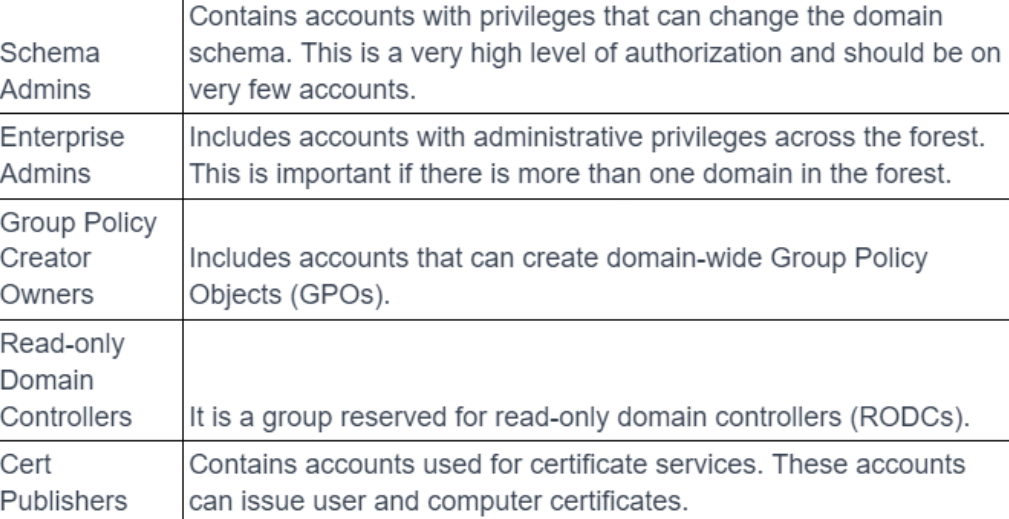 Schema
Admins
Contains accounts with privileges that can change the domain
schema. This is a very high level of authorization and should be on
very few accounts.
Enterprise
Admins
Includes accounts with administrative privileges across the forest.
This is important if there is more than one domain in the forest.
Group Policy
Creator
Owners
Includes accounts that can create domain-wide Group Policy
Objects (GPOs).
Read-only
Domain
Controllers
It is a group reserved for read-only domain controllers (RODCs).
Cert
Publishers
Contains accounts used for certificate services. These accounts
can issue user and computer certificates.